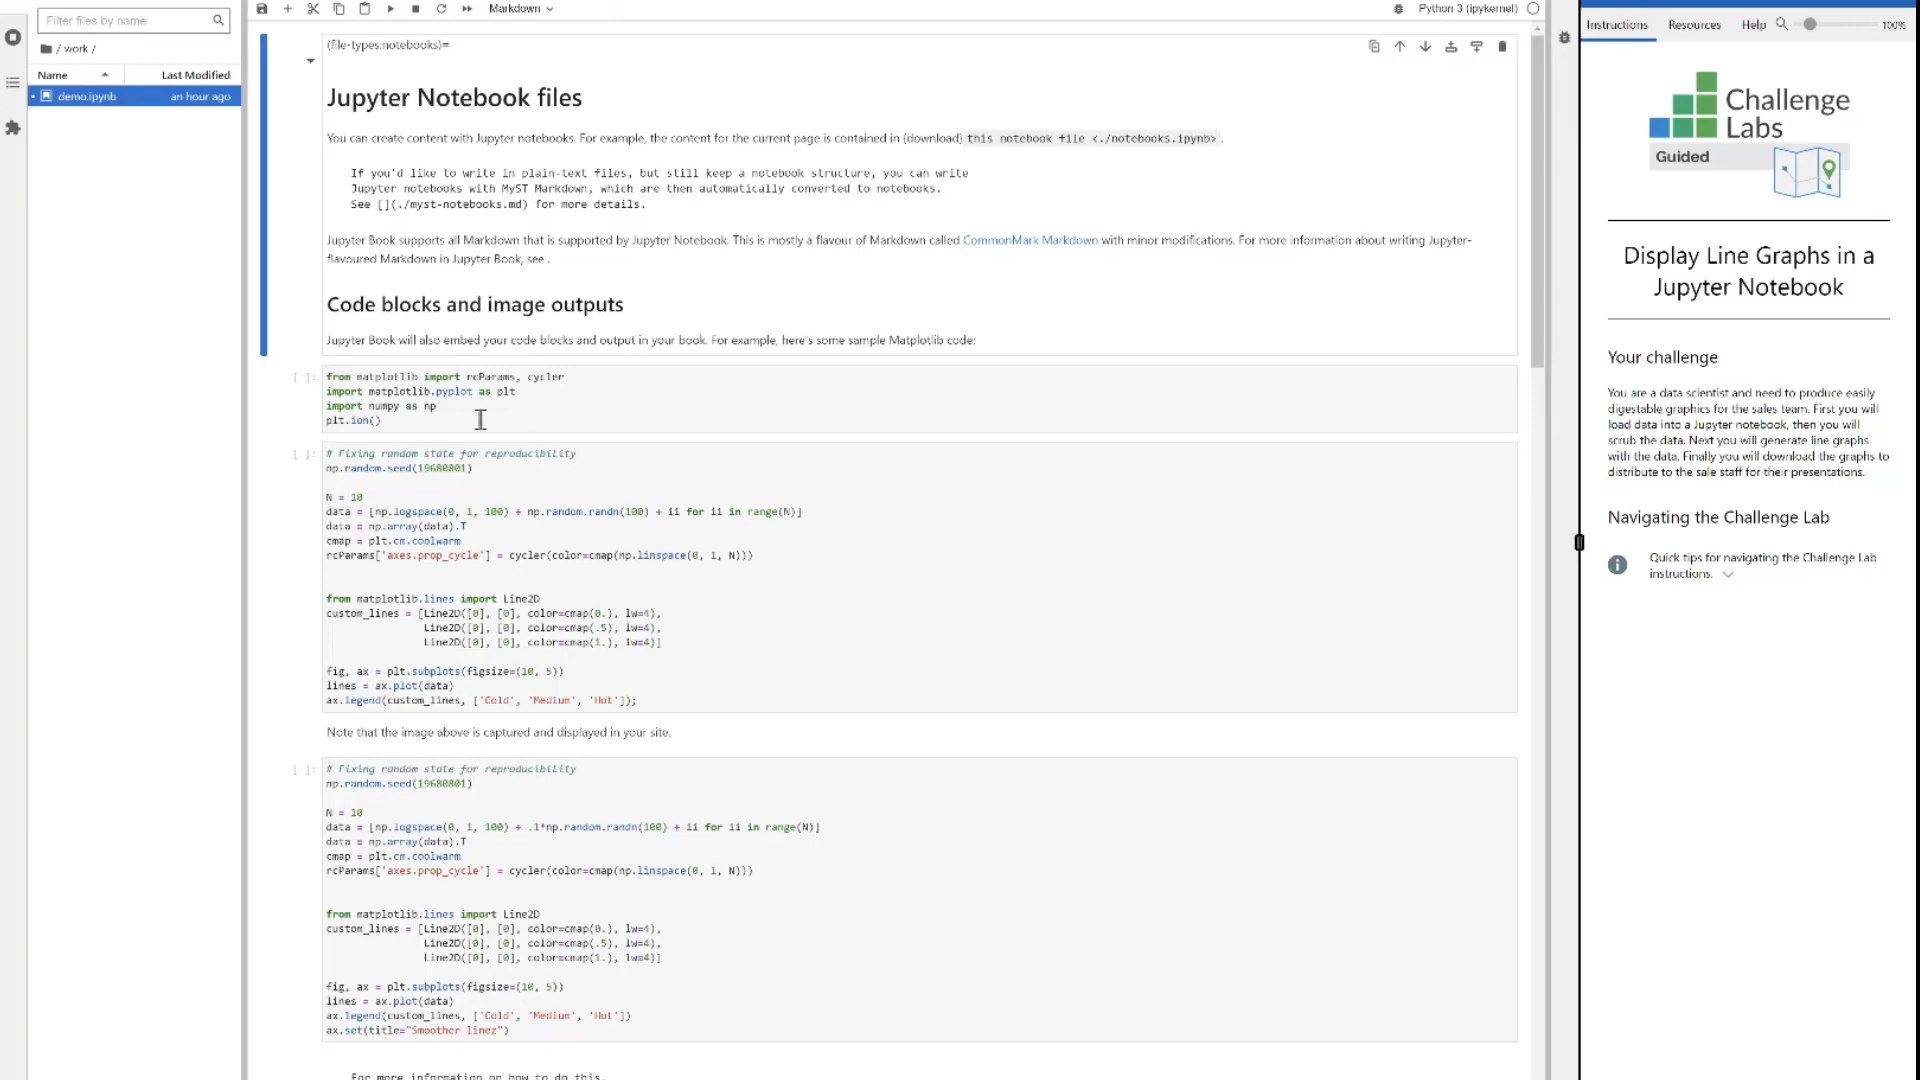 Markdown
Python 3 (ipykernel)
Filter files by name
/ work /
Name
Last Modified
demo.ipynb
an hour ago
(file-types:notebooks)=
Jupyter Notebook files
You can create content with Jupyter notebooks. For example, the content for the current page is contained in {download} this notebook file <./notebooks.ipynb> .
If you'd like to write in plain-text files, but still keep a notebook structure, you can write
Jupyter notebooks with MyST Markdown, which are then automatically converted to notebooks.
See [](./myst-notebooks.md) for more details.
Jupyter Book supports all Markdown that is supported by Jupyter Notebook. This is mostly a flavour of Markdown called CommonMark Markdown with minor modifications. For more information about writing Jupyter-
flavoured Markdown in Jupyter Book, see .
Code blocks and image outputs
Jupyter Book will also embed your code blocks and output in your book. For example, here's some sample Matplotlib code:
[ ]: from matplotlib import rcParams, cycler
import matplotlib.pyplot as plt
import numpy as np
plt.ion()
[ ]: # Fixing random state for reproducibility
np.random.seed(19680801)
N = 10
data = [np.logspace(0, 1, 100) + np.random.randn(100) + ii for ii in range(N)]
data = np.array(data).T
cmap = plt.cm.coolwarm
rcParams['axes.prop_cycle'] = cycler(color=cmap(np.linspace(0, 1, N)))
from matplotlib.lines import Line2D
custom_lines = [Line2D([0], [0], color=cmap(0.), lw=4),
Line2D([0], [0], color=cmap(.5), lw=4),
Line2D([0], [0], color=cmap(1.), lw=4)]
fig, ax = plt.subplots(figsize=(10, 5))
lines = ax.plot(data)
ax.legend(custom_lines, ['Cold', 'Medium', 'Hot']);
Note that the image above is captured and displayed in your site.
[ ]: # Fixing random state for reproducibility
np.random.seed(19680801)
N = 10
data = [np.logspace(0, 1, 100) + .1*np.random.randn(100) + ii for ii in range(N)]
data = np.array(data).T
cmap = plt.cm.coolwarm
rcParams['axes.prop_cycle'] = cycler(color=cmap(np.linspace(0, 1, N)))
from matplotlib.lines import Line2D
custom_lines = [Line2D([0], [0], color=cmap(0.), lw=4),
Line2D([0], [0], color=cmap(.5), lw=4),
Line2D([0], [0], color=cmap(1.), lw=4)]
fig, ax = plt.subplots(figsize=(10, 5))
lines = ax.plot(data)
ax.legend(custom_lines, ['Cold', 'Medium', 'Hot'])
ax.set(title="Smoother linez")
For more information on how to do this,
Instructions
Resources
Help
100%
Challenge
Labs
Guided
Display Line Graphs in a
Jupyter Notebook
Your challenge
You are a data scientist and need to produce easily
digestable graphics for the sales team. First you will
load data into a Jupyter notebook, then you will
scrub the data. Next you will generate line graphs
with the data. Finally you will download the graphs to
distribute to the sale staff for their presentations.
Navigating the Challenge Lab
Quick tips for navigating the Challenge Lab
instructions.